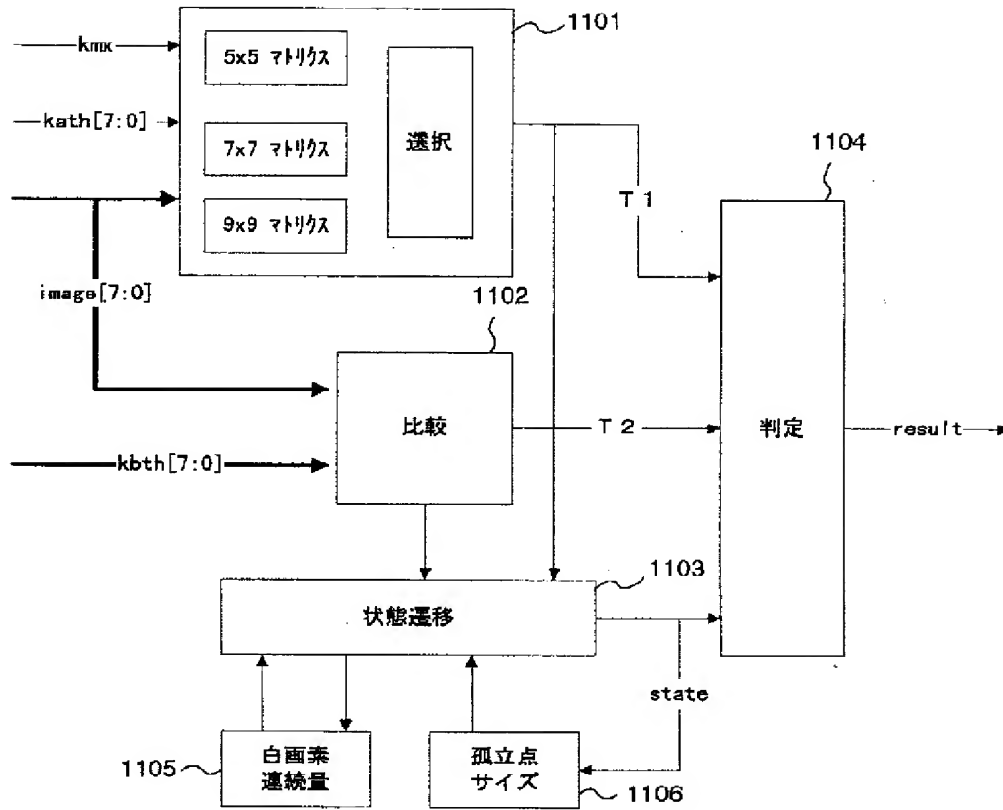 1101
kmx
5x5 マトリクス
kath[7:0]
7x7 マトリクス
選択
1104
T1
9x9 マトリクス
image[7:0]
1102
比較
T2
判定
result
kbth[7:0]
1103
状態遷移
state
1105
白画素
連続量
孤立点
サイズ
1106